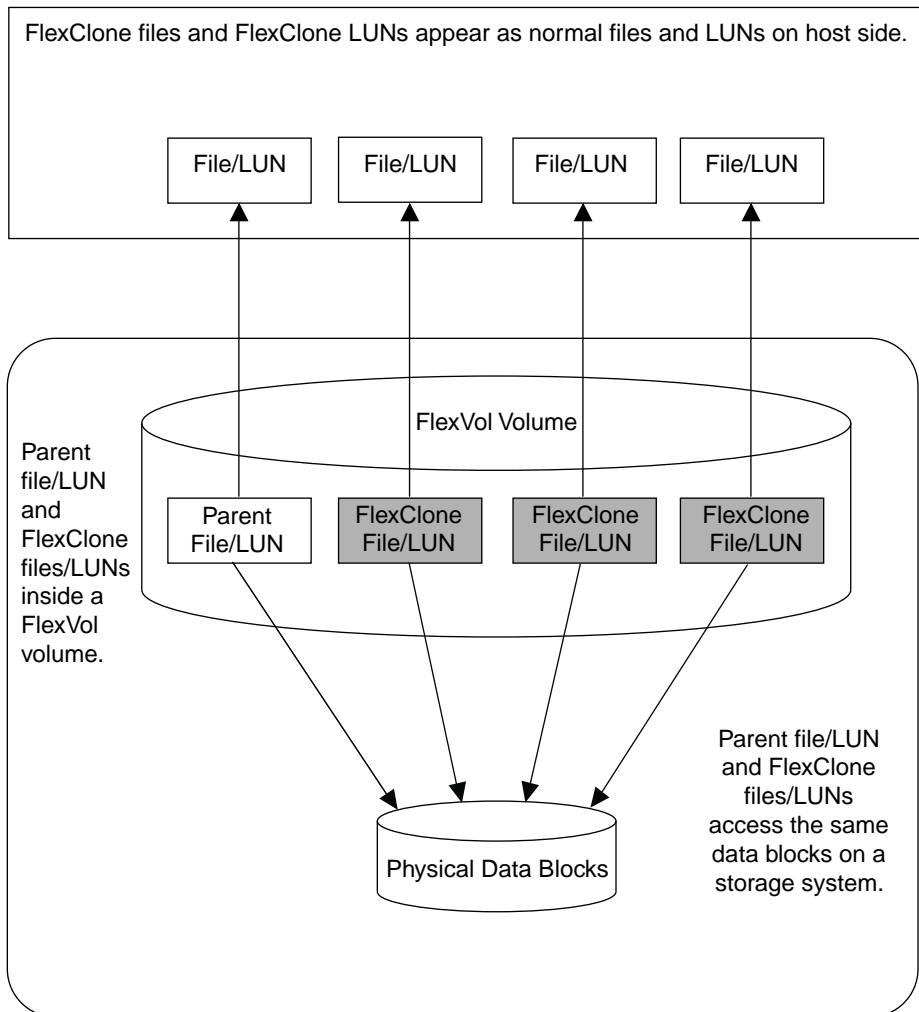 FlexClone files and FlexClone LUNs appear as normal files and LUNs on host side.
File/LUN
File/LUN
File/LUN
File/LUN
FlexVol Volume
Parent
file/LUN
and
FlexClone
files/LUNs
inside a
FlexVol
volume.
Parent
File/LUN
FlexClone
File/LUN
FlexClone
File/LUN
FlexClone
File/LUN
Parent file/LUN
and FlexClone
files/LUNs
access the same
data blocks on a
storage system.
Physical Data Blocks